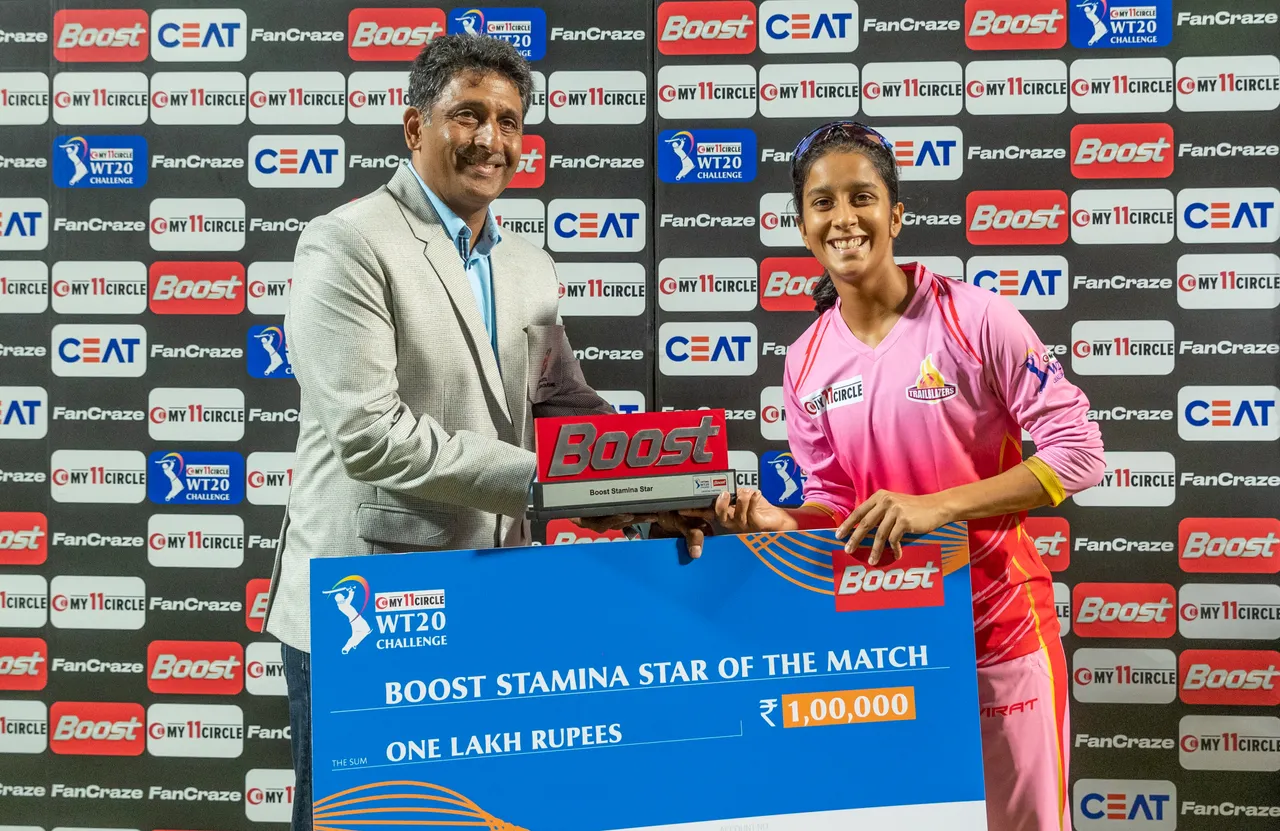 Boost
CEAT
FanCraze
MY11CIRCLE
MY11CIRCLE
WT20
CHALLENGE
MY11CIRCLE
TRAILBLAZERS
Boost
Boost Stamina Star
MY11CIRCLE
WT20
CHALLENGE
Boost
BOOST STAMINA STAR OF THE MATCH
₹ 1,00,000
THE SUM ONE LAKH RUPEES